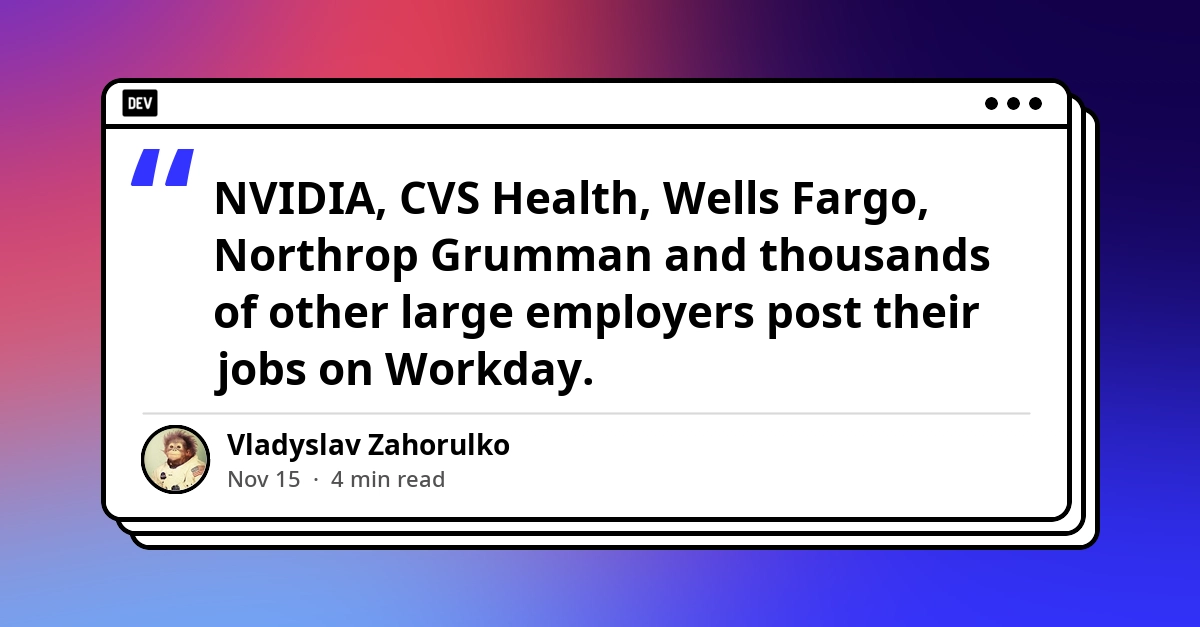 DEV
“
NVIDIA, CVS Health, Wells Fargo,
Northrop Grumman and thousands
of other large employers post their
jobs on Workday.
Vladyslav Zahorulko
Nov 15 · 4 min read